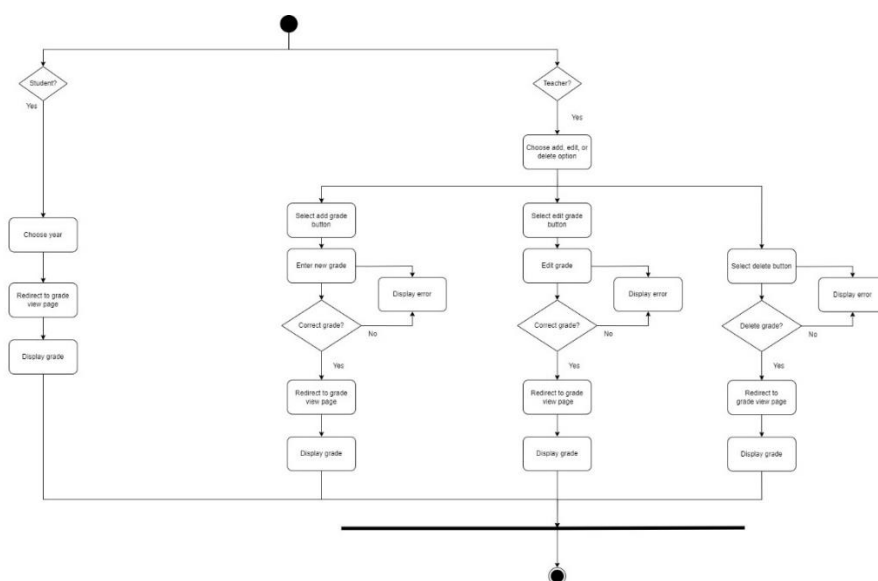 Student?
Teacher?
Yes
Yes
Choose add, edit, or
delete option
Select add grade
button
Select edit grade
button
Choose year
Enter new grade
Edit grade
Select delete button
Redirect to grade
view page
Display error
Display error
Display error
Correct grade?
No
Correct grade?
No
Delete grade?
No
Display grade
Yes
Yes
Yes
Redirect to grade
view page
Redirect to grade
view page
Redirect to
grade view page
Display grade
Display grade
Display grade